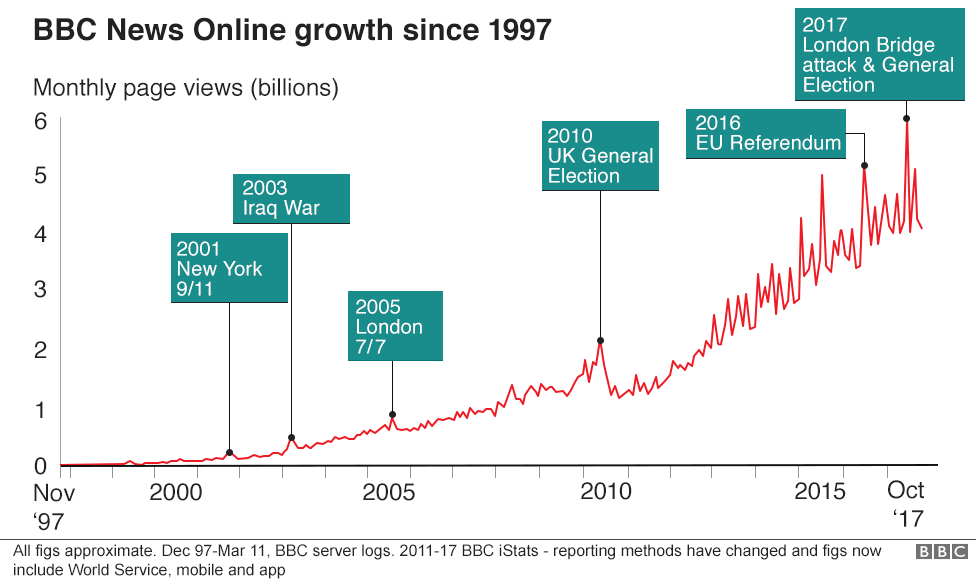 BBC News Online growth since 1997
Monthly page views (billions)
2017
London Bridge
attack & General
Election
2016
EU Referendum
2010
UK General
Election
2003
Iraq War
2001
New York
9/11
2005
London
7/7
6
5
4
3
2
1
0
Nov
‘97
2000
2005
2010
2015
Oct
‘17
All figs approximate. Dec 97-Mar 11, BBC server logs. 2011-17 BBC iStats - reporting methods have changed and figs now
include World Service, mobile and app
BBC